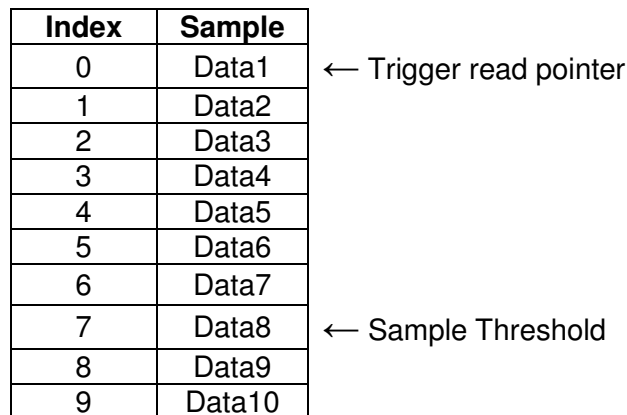 Index Sample
0 Data1 ← Trigger read pointer
1 Data2
2 Data3
3 Data4
4 Data5
5 Data6
6 Data7
7 Data8 ← Sample Threshold
8 Data9
9 Data10